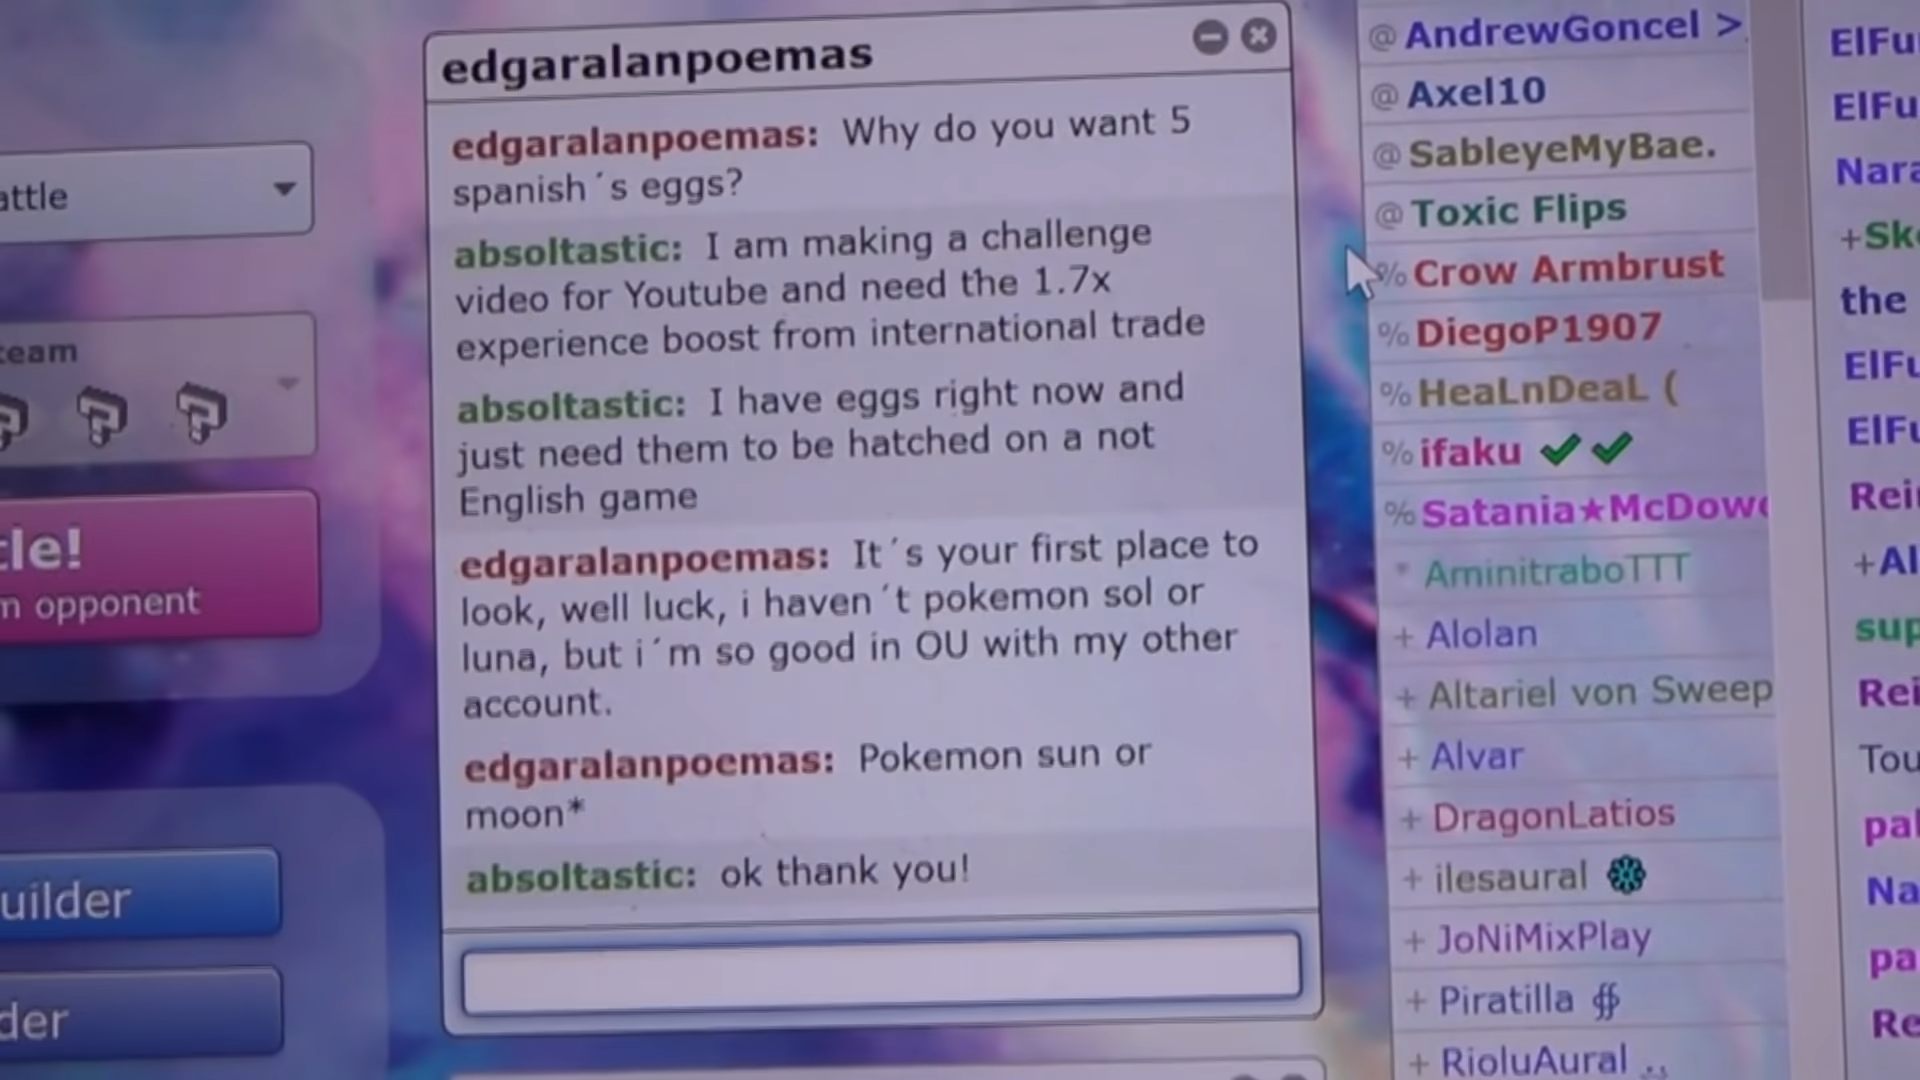 attle
team
tle!
m opponent
uilder
der
edgaralanpoemas
edgaralanpoemas: Why do you want 5
spanish´s eggs?
absoltastic: I am making a challenge
video for Youtube and need the 1.7x
experience boost from international trade
absoltastic: I have eggs right now and
just need them to be hatched on a not
English game
edgaralanpoemas: It´s your first place to
look, well luck, i haven´t pokemon sol or
luna, but i´m so good in OU with my other
account.
edgaralanpoemas: Pokemon sun or
moon*
absoltastic: ok thank you!
@ AndrewGoncel >
@ Axel10
@ SableyeMyBae.
@ Toxic Flips
% Crow Armbrust
% DiegoP1907
% HeaLnDeaL (
% ifaku ✔✔
% Satania★McDow
* AminitraboTTT
+ Alolan
+ Altariel von Sweep
+ Alvar
+ DragonLatios
+ ilesaural ❆
+ JoNiMixPlay
+ Piratilla ∯
+ RioluAural
ElFu
ElFu
Nara
+Sk
the
ElFu
ElFu
Rei
+Al
sup
Rei
Tou
pal
Na
pa
Re